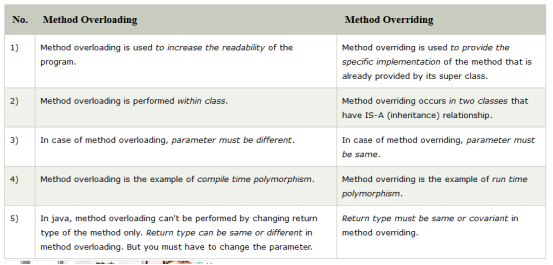 No. Method Overloading Method Overriding
1) Method overloading is used to increase the readability of the program.
Method overriding is used to provide the specific implementation of the method that is already provided by its super class.
2) Method overloading is performed within class.
Method overriding occurs in two classes that have IS-A (inheritance) relationship.
3) In case of method overloading, parameter must be different.
In case of method overriding, parameter must be same.
4) Method overloading is the example of compile time polymorphism.
Method overriding is the example of run time polymorphism.
5) In java, method overloading can't be performed by changing return type of the method only. Return type can be same or different in method overloading. But you must have to change the parameter.
Return type must be same or covariant in method overriding.